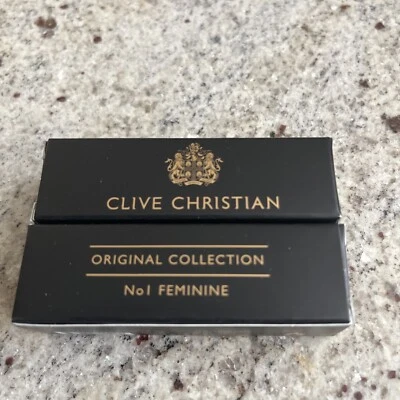 CLIVE CHRISTIAN
ORIGINAL COLLECTION
No1 FEMININE